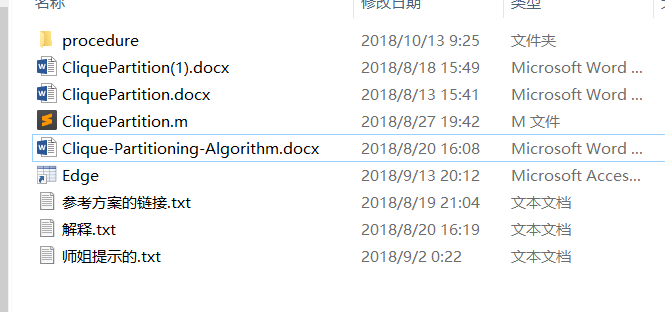 名称 修改日期 类型
procedure 2018/10/13 9:25 文件夹
CliquePartition(1).docx 2018/8/18 15:49 Microsoft Word ...
CliquePartition.docx 2018/8/13 15:41 Microsoft Word ...
CliquePartition.m 2018/8/27 19:42 M 文件
Clique-Partitioning-Algorithm.docx 2018/8/20 16:08 Microsoft Word ...
Edge 2018/9/13 20:12 Microsoft Acces...
参考方案的链接.txt 2018/8/19 21:04 文本文档
解释.txt 2018/8/20 16:19 文本文档
师姐提示的.txt 2018/9/2 0:22 文本文档